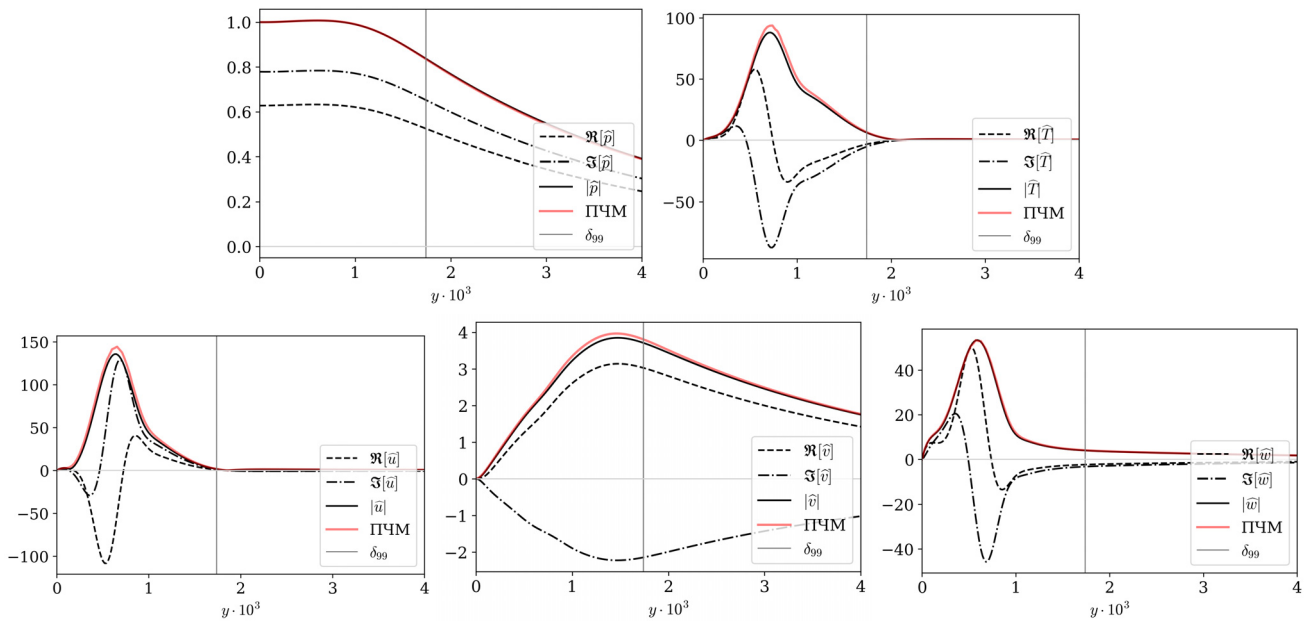 1.0
0.8
0.6
0.4
0.2
0.0
0 1 2 3 4
y · 10³
ℜ[p̂]
ℑ[p̂]
|p̂|
ПЧМ
δ₉₉
100
50
0
−50
0 1 2 3 4
y · 10³
ℜ[T̂]
ℑ[T̂]
|T̂|
ПЧМ
δ₉₉
150
100
50
0
−50
−100
0 1 2 3 4
y · 10³
ℜ[û]
ℑ[û]
|û|
ПЧМ
δ₉₉
4
3
2
1
0
−1
−2
0 1 2 3 4
y · 10³
ℜ[v̂]
ℑ[v̂]
|v̂|
ПЧМ
δ₉₉
40
20
0
−20
−40
0 1 2 3 4
y · 10³
ℜ[ŵ]
ℑ[ŵ]
|ŵ|
ПЧМ
δ₉₉